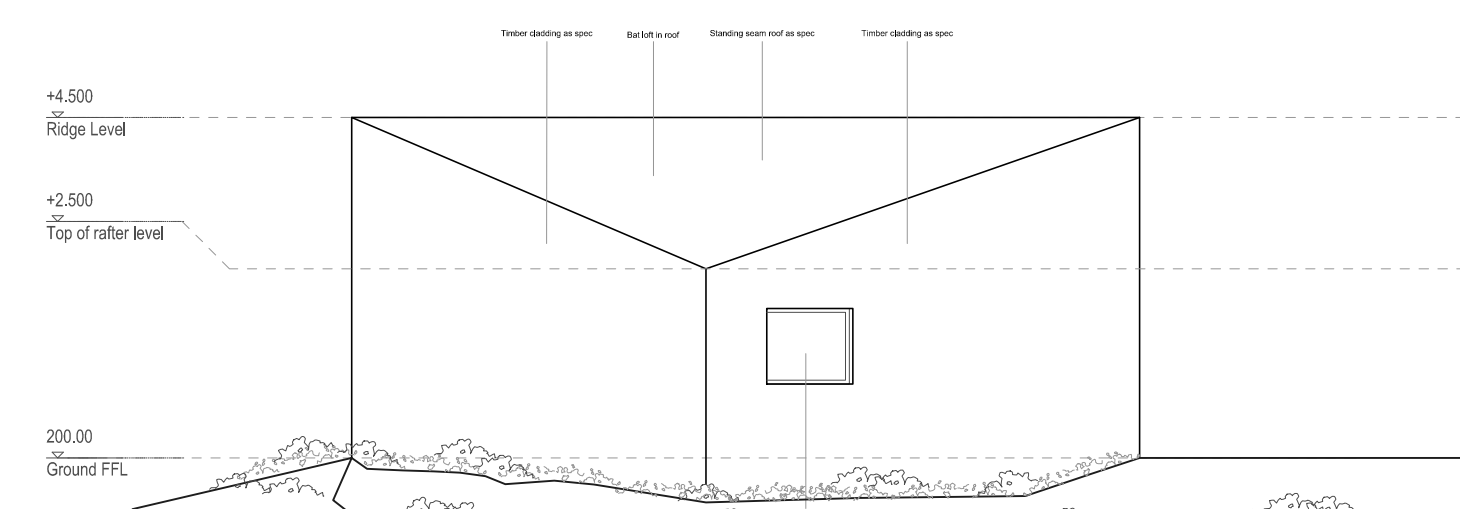 Timber cladding as spec
Bat loft in roof
Standing seam roof as spec
Timber cladding as spec
+4.500
Ridge Level
+2.500
Top of rafter level
200.00
Ground FFL